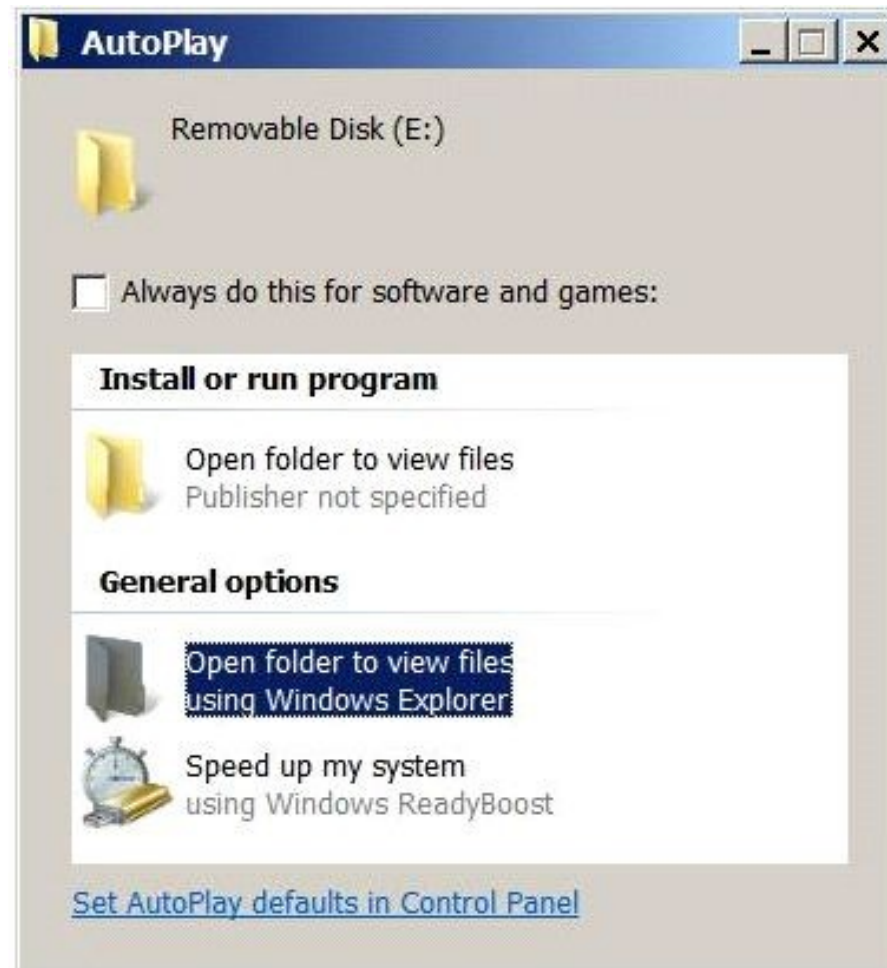 AutoPlay
Removable Disk (E:)
Always do this for software and games:
Install or run program
Open folder to view files
Publisher not specified
General options
Open folder to view files
using Windows Explorer
Speed up my system
using Windows ReadyBoost
Set AutoPlay defaults in Control Panel